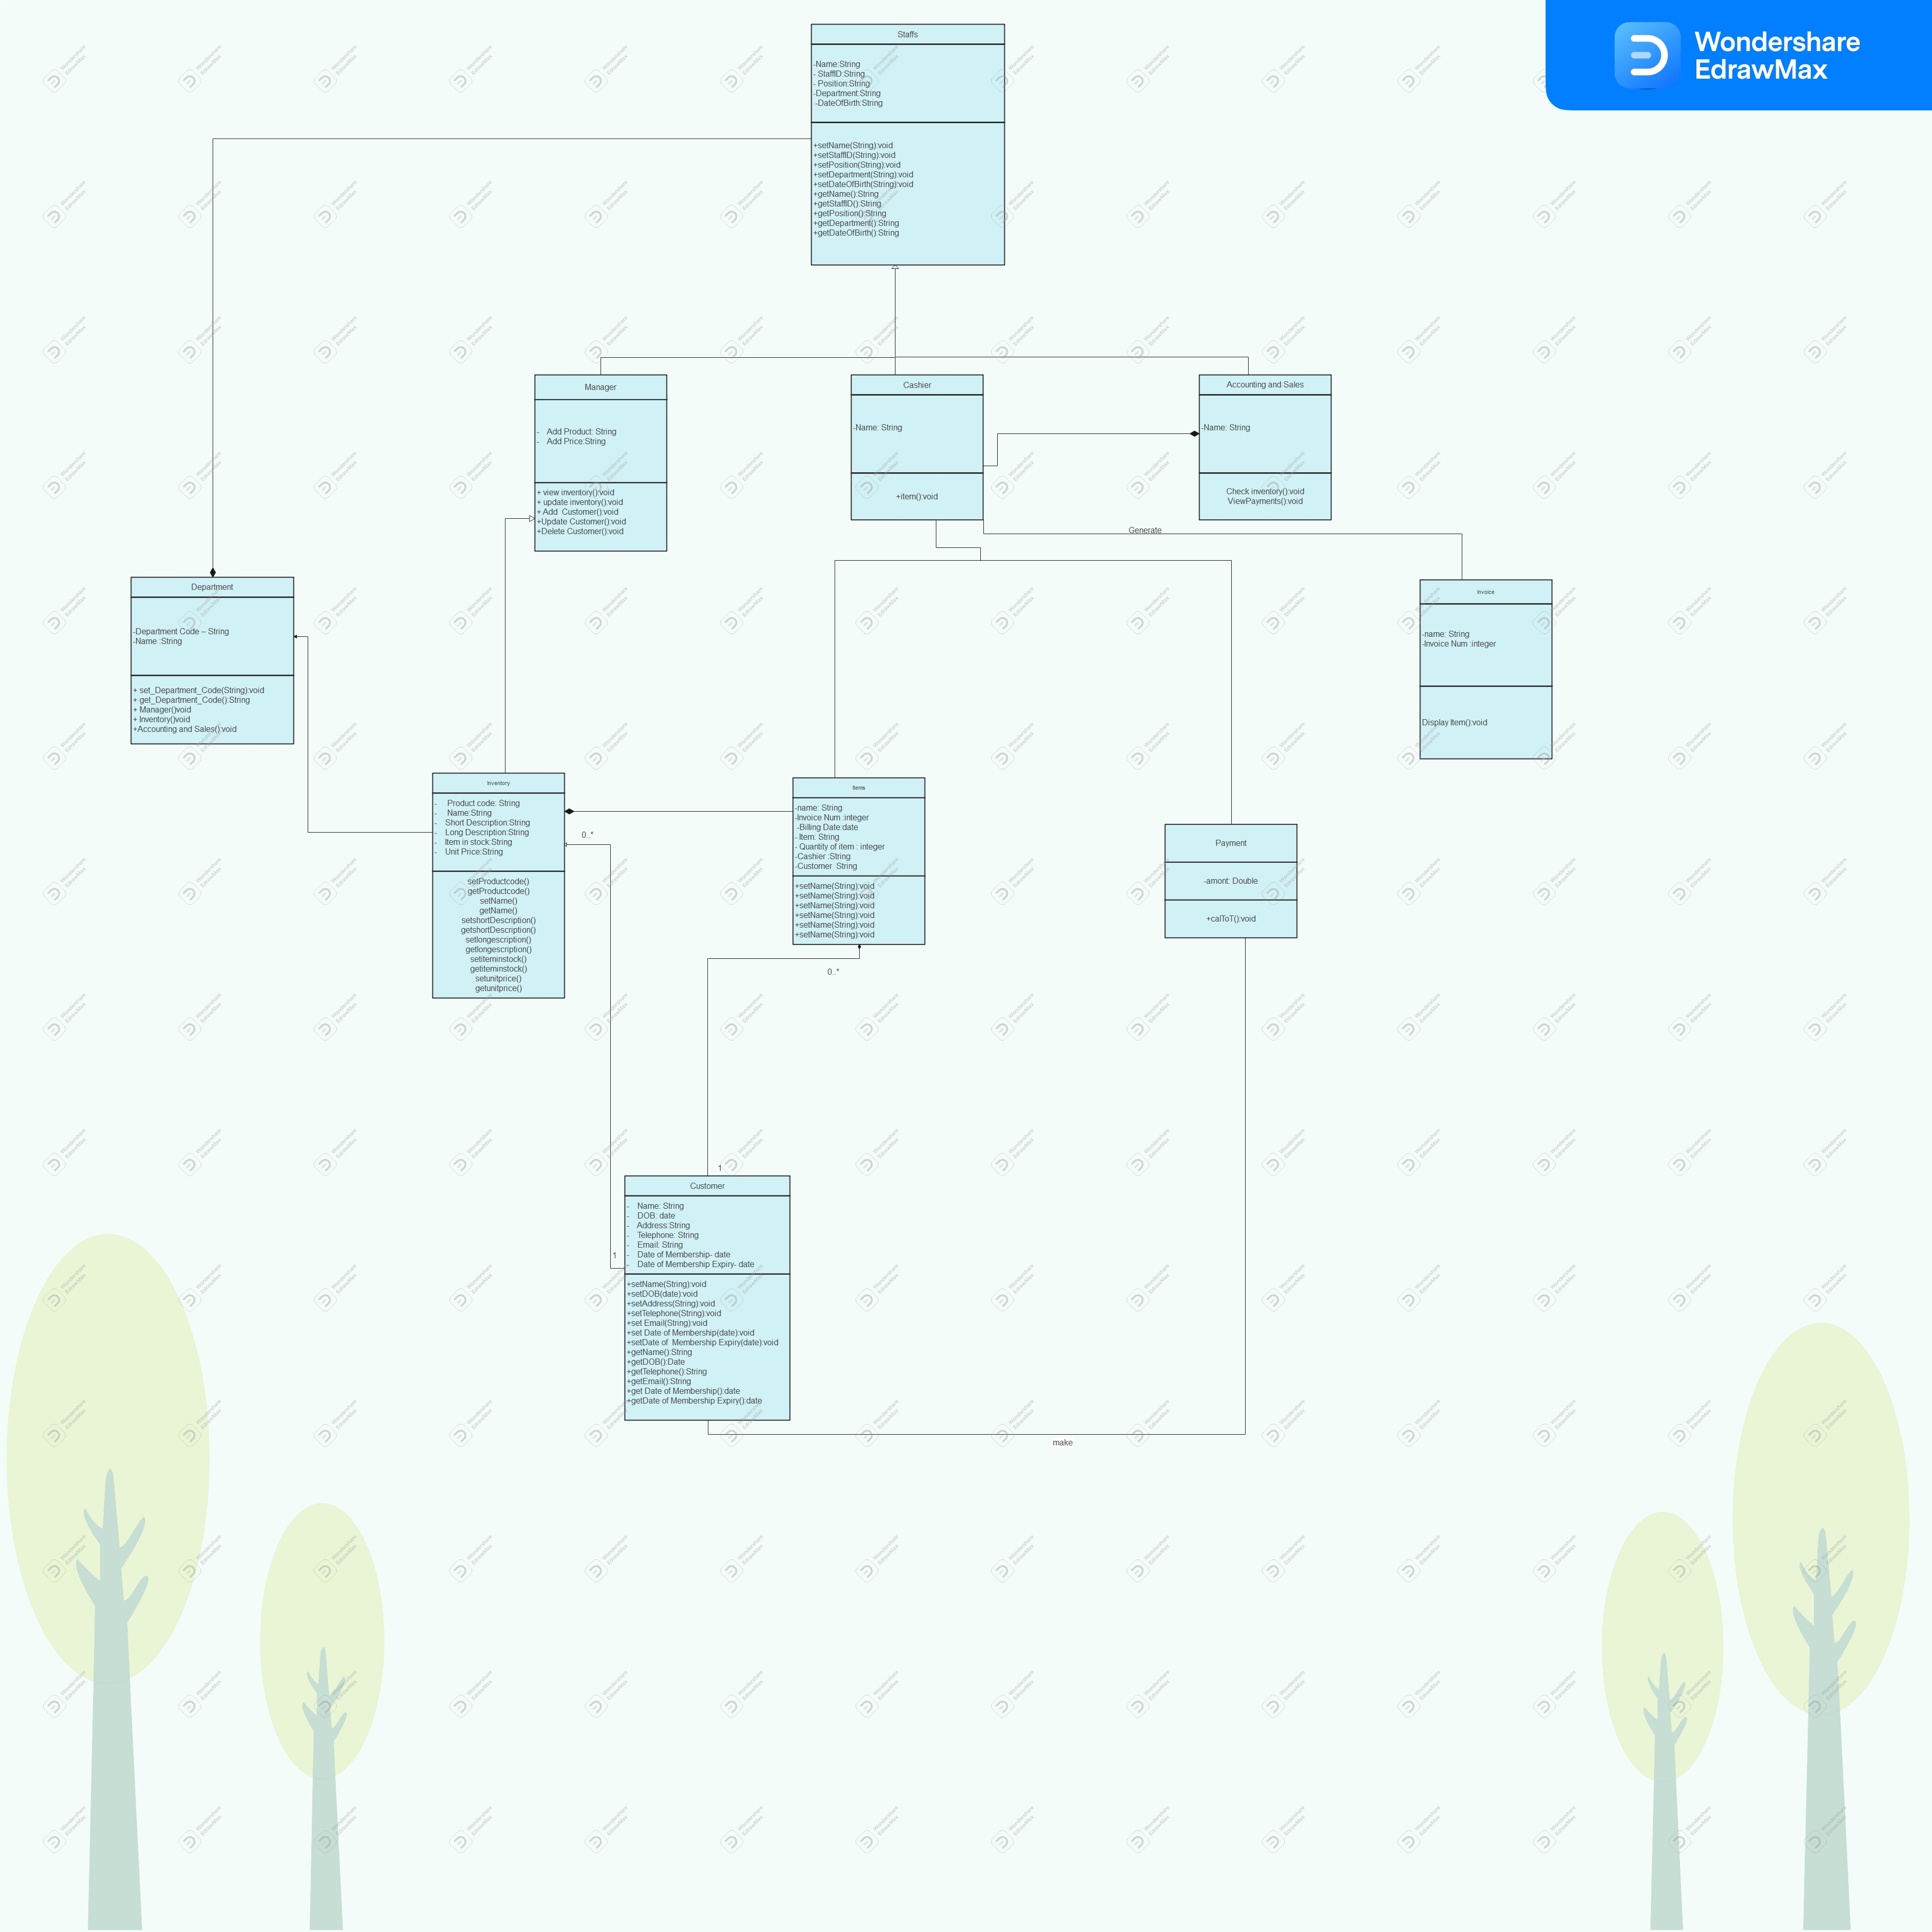 Wondershare
EdrawMax
Staffs
-Name:String
- StaffID:String
- Position:String
-Department:String
-DateOfBirth:String
+setName(String):void
+setStaffID(String):void
+setPosition(String):void
+setDepartment(String):void
+setDateOfBirth(String):void
+getName():String
+getStaffID():String
+getPosition():String
+getDepartment():String
+getDateOfBirth():String
Manager
- Add Product: String
- Add Price:String
+ view inventory():void
+ update inventory():void
+ Add Customer():void
+Update Customer():void
+Delete Customer():void
Cashier
-Name: String
+item():void
Accounting and Sales
-Name: String
Check inventory():void
ViewPayments():void
Generate
Department
-Department Code – String
-Name :String
+ set_Department_Code(String):void
+ get_Department_Code():String
+ Manager()void
+ Inventory()void
+Accounting and Sales():void
Invoice
-name: String
-Invoice Num :integer
Display Item():void
Inventory
- Product code: String
- Name:String
- Short Description:String
- Long Description:String
- Item in stock:String
- Unit Price:String
setProductcode()
getProductcode()
setName()
getName()
setshortDescription()
getshortDescription()
setlongescription()
getlongescription()
setiteminstock()
getiteminstock()
setunitprice()
getunitprice()
0..*
Items
-name: String
-Invoice Num :integer
-Billing Date:date
- Item: String
- Quantity of item : integer
-Cashier :String
-Customer :String
+setName(String):void
+setName(String):void
+setName(String):void
+setName(String):void
+setName(String):void
+setName(String):void
0..*
Payment
-amont: Double
+calToT():void
1
Customer
- Name: String
- DOB: date
- Address:String
- Telephone: String
- Email: String
- Date of Membership- date
- Date of Membership Expiry- date
1
+setName(String):void
+setDOB(date):void
+setAddress(String):void
+setTelephone(String):void
+set Email(String):void
+set Date of Membership(date):void
+setDate of Membership Expiry(date):void
+getName():String
+getDOB():Date
+getTelephone():String
+getEmail():String
+get Date of Membership():date
+getDate of Membership Expiry():date
make